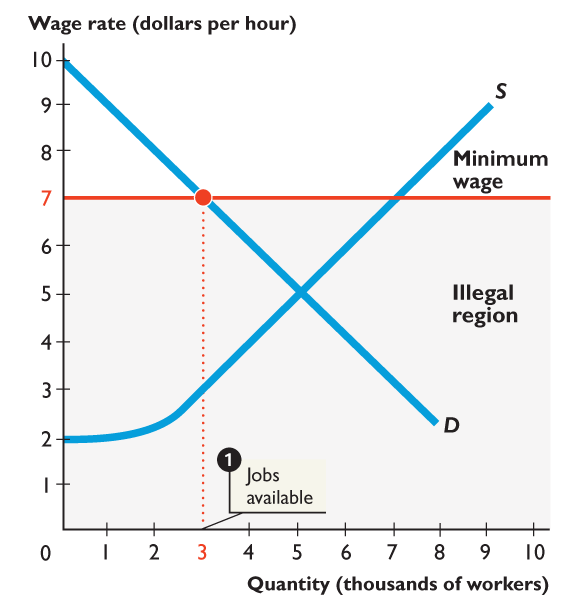 Wage rate (dollars per hour)
10
9
S
8
Minimum
wage
7
6
5
Illegal
region
4
3
D
2
1
Jobs
available
1
0 1 2 3 4 5 6 7 8 9 10
Quantity (thousands of workers)